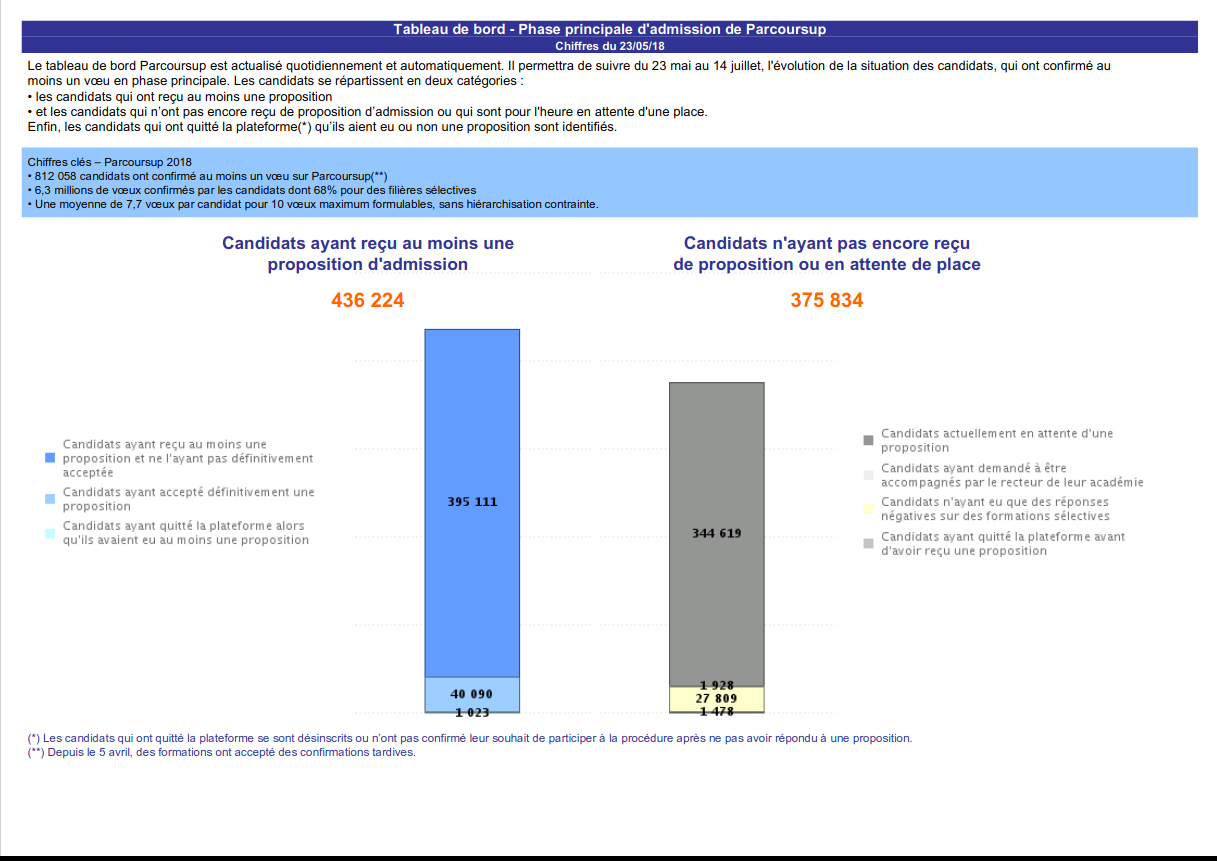 Tableau de bord - Phase principale d'admission de Parcoursup
Chiffres du 23/05/18
Le tableau de bord Parcoursup est actualisé quotidiennement et automatiquement. Il permettra de suivre du 23 mai au 14 juillet, l'évolution de la situation des candidats, qui ont confirmé au
moins un vœu en phase principale. Les candidats se répartissent en deux catégories :
• les candidats qui ont reçu au moins une proposition
• et les candidats qui n’ont pas encore reçu de proposition d’admission ou qui sont pour l'heure en attente d'une place.
Enfin, les candidats qui ont quitté la plateforme(*) qu’ils aient eu ou non une proposition sont identifiés.
Chiffres clés – Parcoursup 2018
• 812 058 candidats ont confirmé au moins un vœu sur Parcoursup(**)
• 6,3 millions de vœux confirmés par les candidats dont 68% pour des filières sélectives
• Une moyenne de 7,7 vœux par candidat pour 10 vœux maximum formulables, sans hiérarchisation contrainte.
Candidats ayant reçu au moins une
proposition d'admission
436 224
Candidats ayant reçu au moins une
proposition et ne l'ayant pas définitivement
acceptée
Candidats ayant accepté définitivement une
proposition
Candidats ayant quitté la plateforme alors
qu'ils avaient eu au moins une proposition
395 111
40 090
1 023
Candidats n'ayant pas encore reçu
de proposition ou en attente de place
375 834
344 619
1 928
27 809
1 478
Candidats actuellement en attente d'une
proposition
Candidats ayant demandé à être
accompagnés par le recteur de leur académie
Candidats n'ayant eu que des réponses
négatives sur des formations sélectives
Candidats ayant quitté la plateforme avant
d'avoir reçu une proposition
(*) Les candidats qui ont quitté la plateforme se sont désinscrits ou n’ont pas confirmé leur souhait de participer à la procédure après ne pas avoir répondu à une proposition.
(**) Depuis le 5 avril, des formations ont accepté des confirmations tardives.